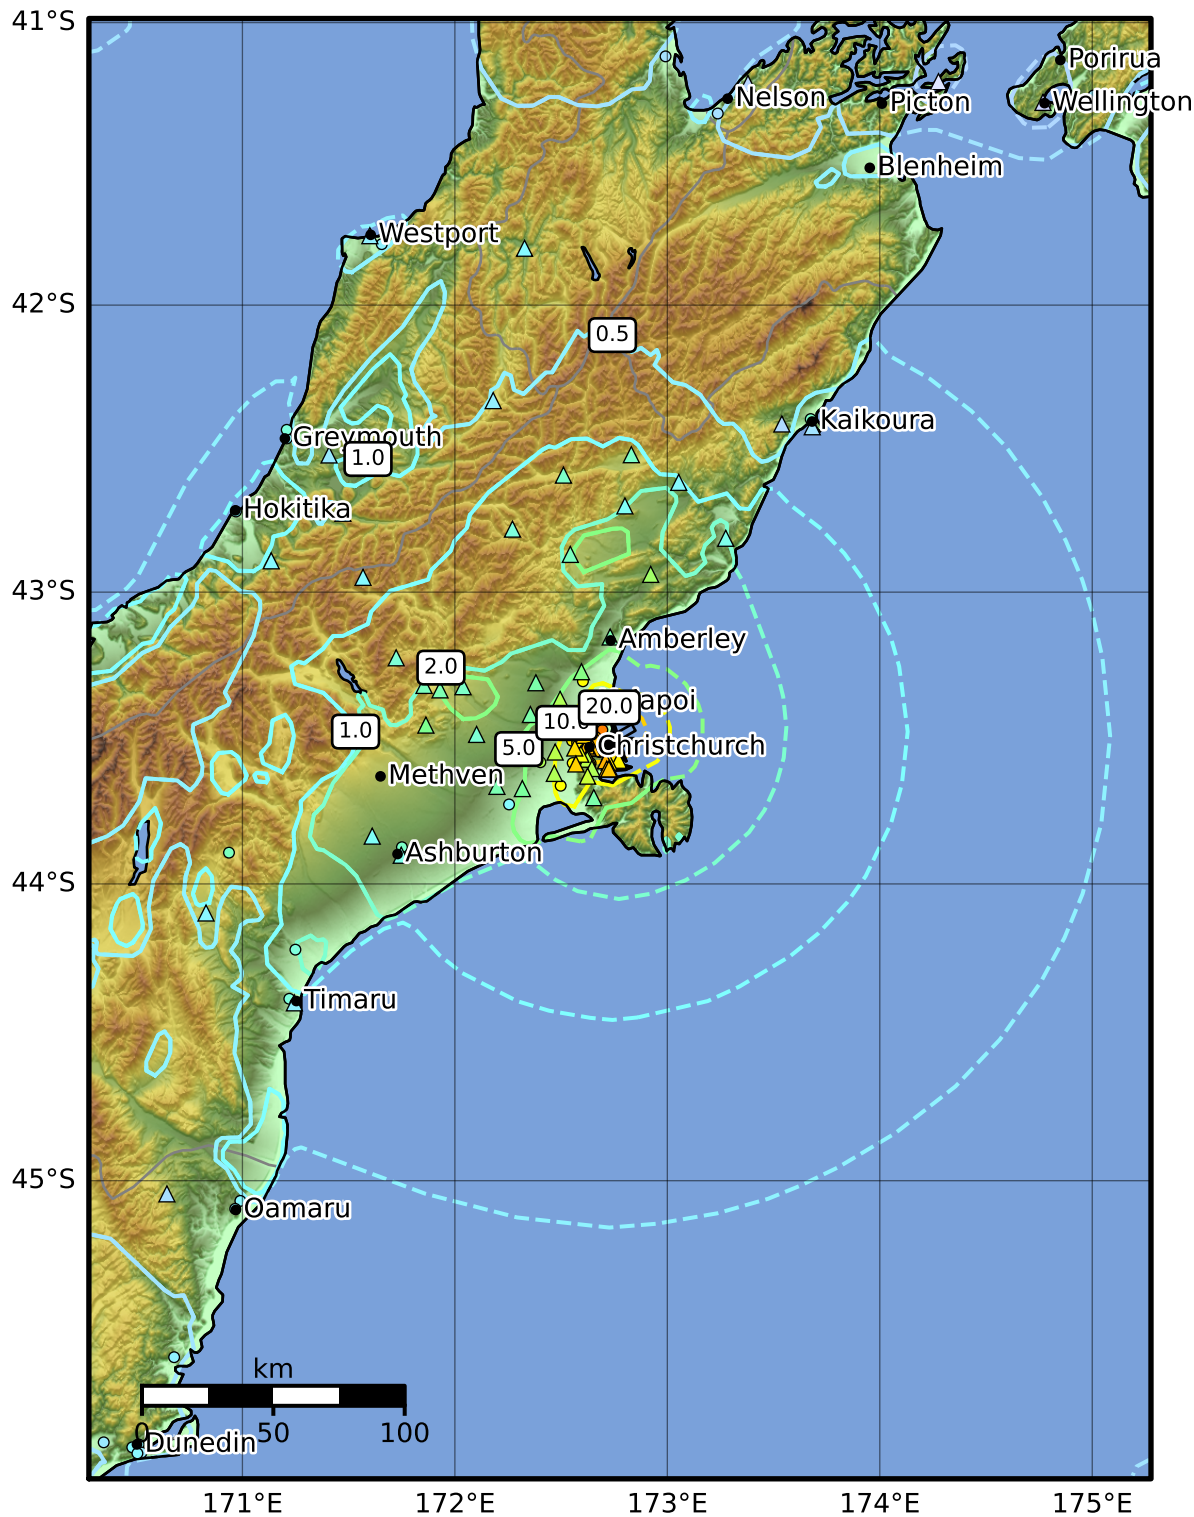 41°S
Porirua
Nelson
Picton
Wellington
Blenheim
Westport
42°S
0.5
Kaikoura
Greymouth
1.0
Hokitika
43°S
Amberley
2.0
apoi
20.0
10.0
1.0
5.0
Christchurch
Methven
Ashburton
44°S
Timaru
45°S
Oamaru
km
0
50
100
Dunedin
171°E
172°E
173°E
174°E
175°E